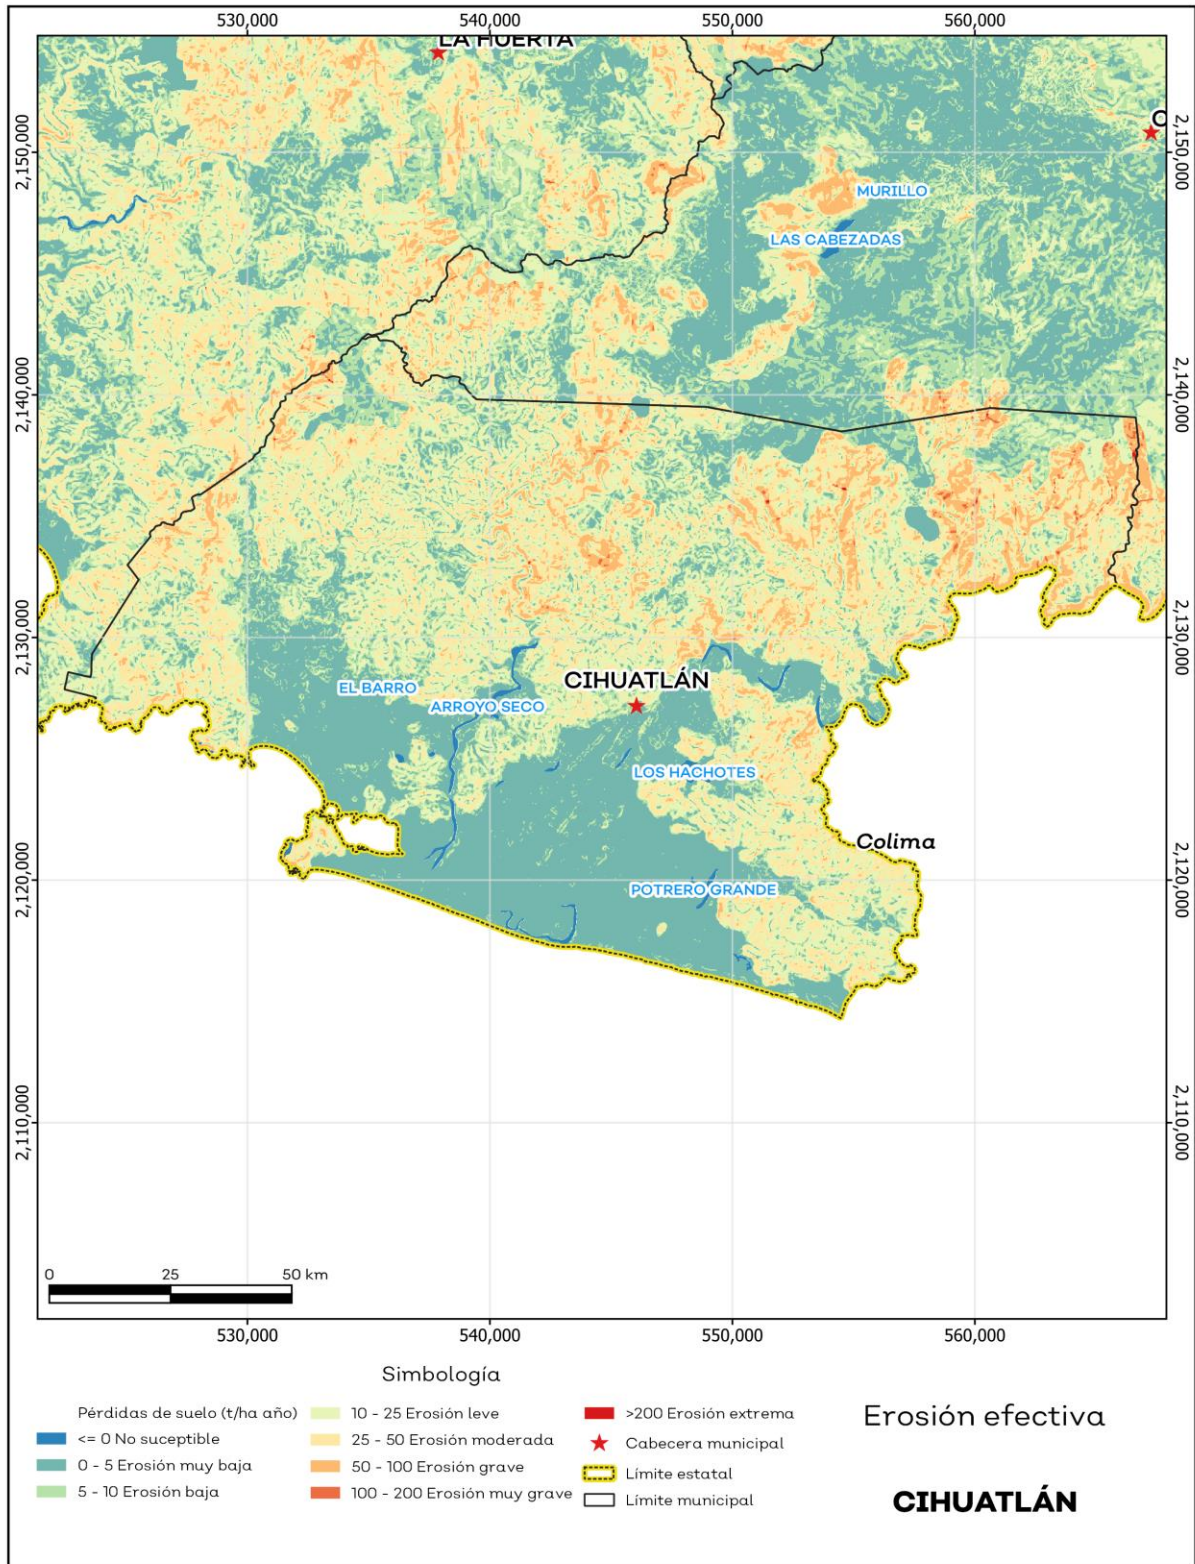 530,000 540,000 550,000 560,000
LA HUERTA
C
2,150,000 2,150,000
MURILLO
LAS CABEZADAS
2,140,000 2,140,000
2,130,000 2,130,000
CIHUATLÁN
EL BARRO
ARROYO SECO
LOS HACHOTES
Colima
2,120,000 2,120,000
POTRERO GRANDE
2,110,000 2,110,000
0 25 50 km
530,000 540,000 550,000 560,000
Simbología
Pérdidas de suelo (t/ha año)
<= 0 No suceptible
0 - 5 Erosión muy baja
5 - 10 Erosión baja
10 - 25 Erosión leve
25 - 50 Erosión moderada
50 - 100 Erosión grave
100 - 200 Erosión muy grave
>200 Erosión extrema
Cabecera municipal
Límite estatal
Límite municipal
Erosión efectiva
CIHUATLÁN